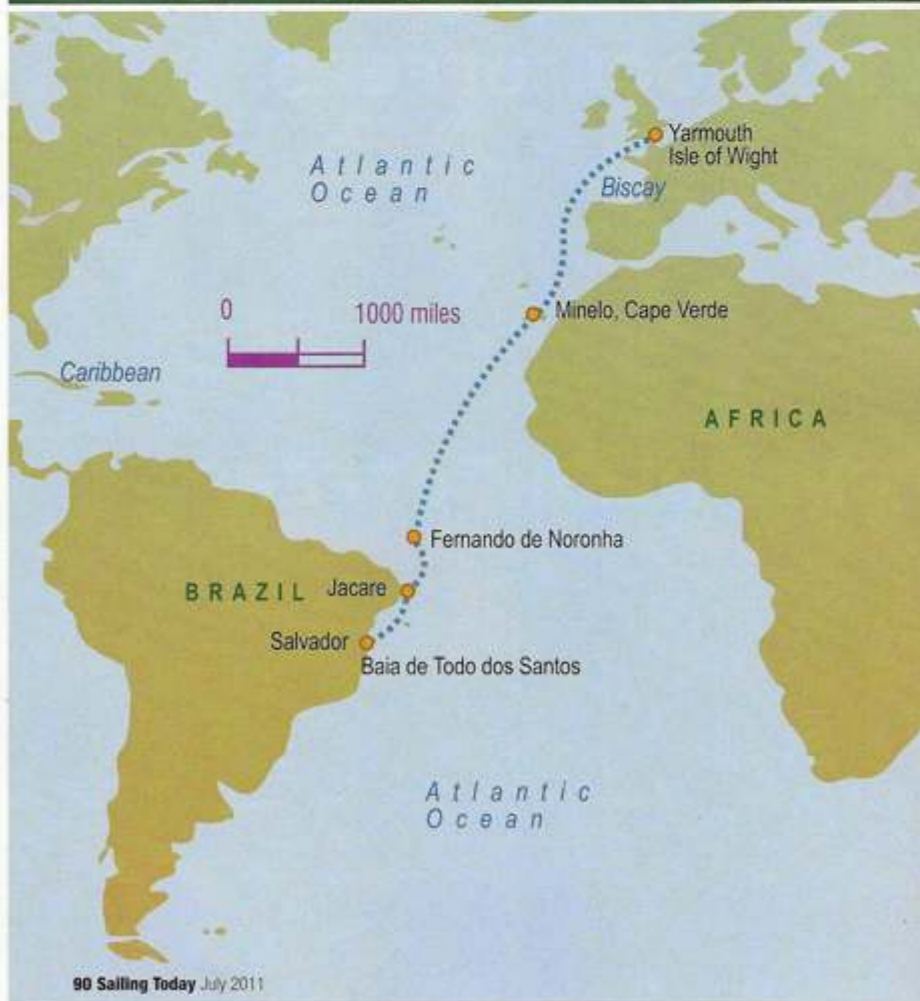 Atlantic
Ocean
Yarmouth
Isle of Wight
Biscay
0 1000 miles
Minelo, Cape Verde
Caribbean
AFRICA
Fernando de Noronha
BRAZIL
Jacare
Salvador
Baia de Todo dos Santos
Atlantic
Ocean
90 Sailing Today July 2011